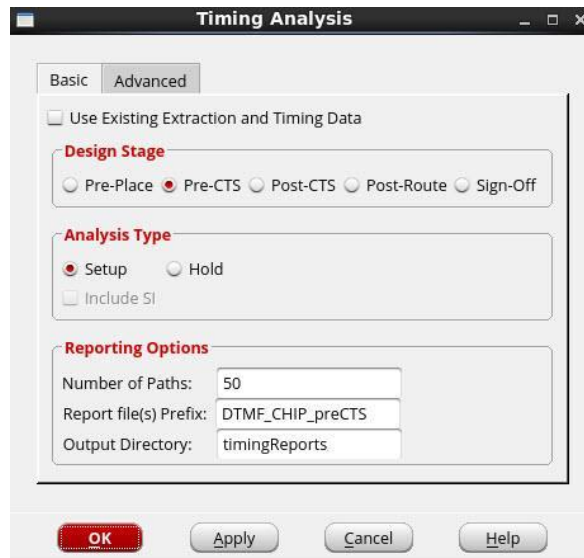 Timing Analysis
Basic Advanced
Use Existing Extraction and Timing Data
Design Stage
Pre-Place Pre-CTS Post-CTS Post-Route Sign-Off
Analysis Type
Setup Hold
Include SI
Reporting Options
Number of Paths: 50
Report file(s) Prefix: DTMF_CHIP_preCTS
Output Directory: timingReports
OK Apply Cancel Help